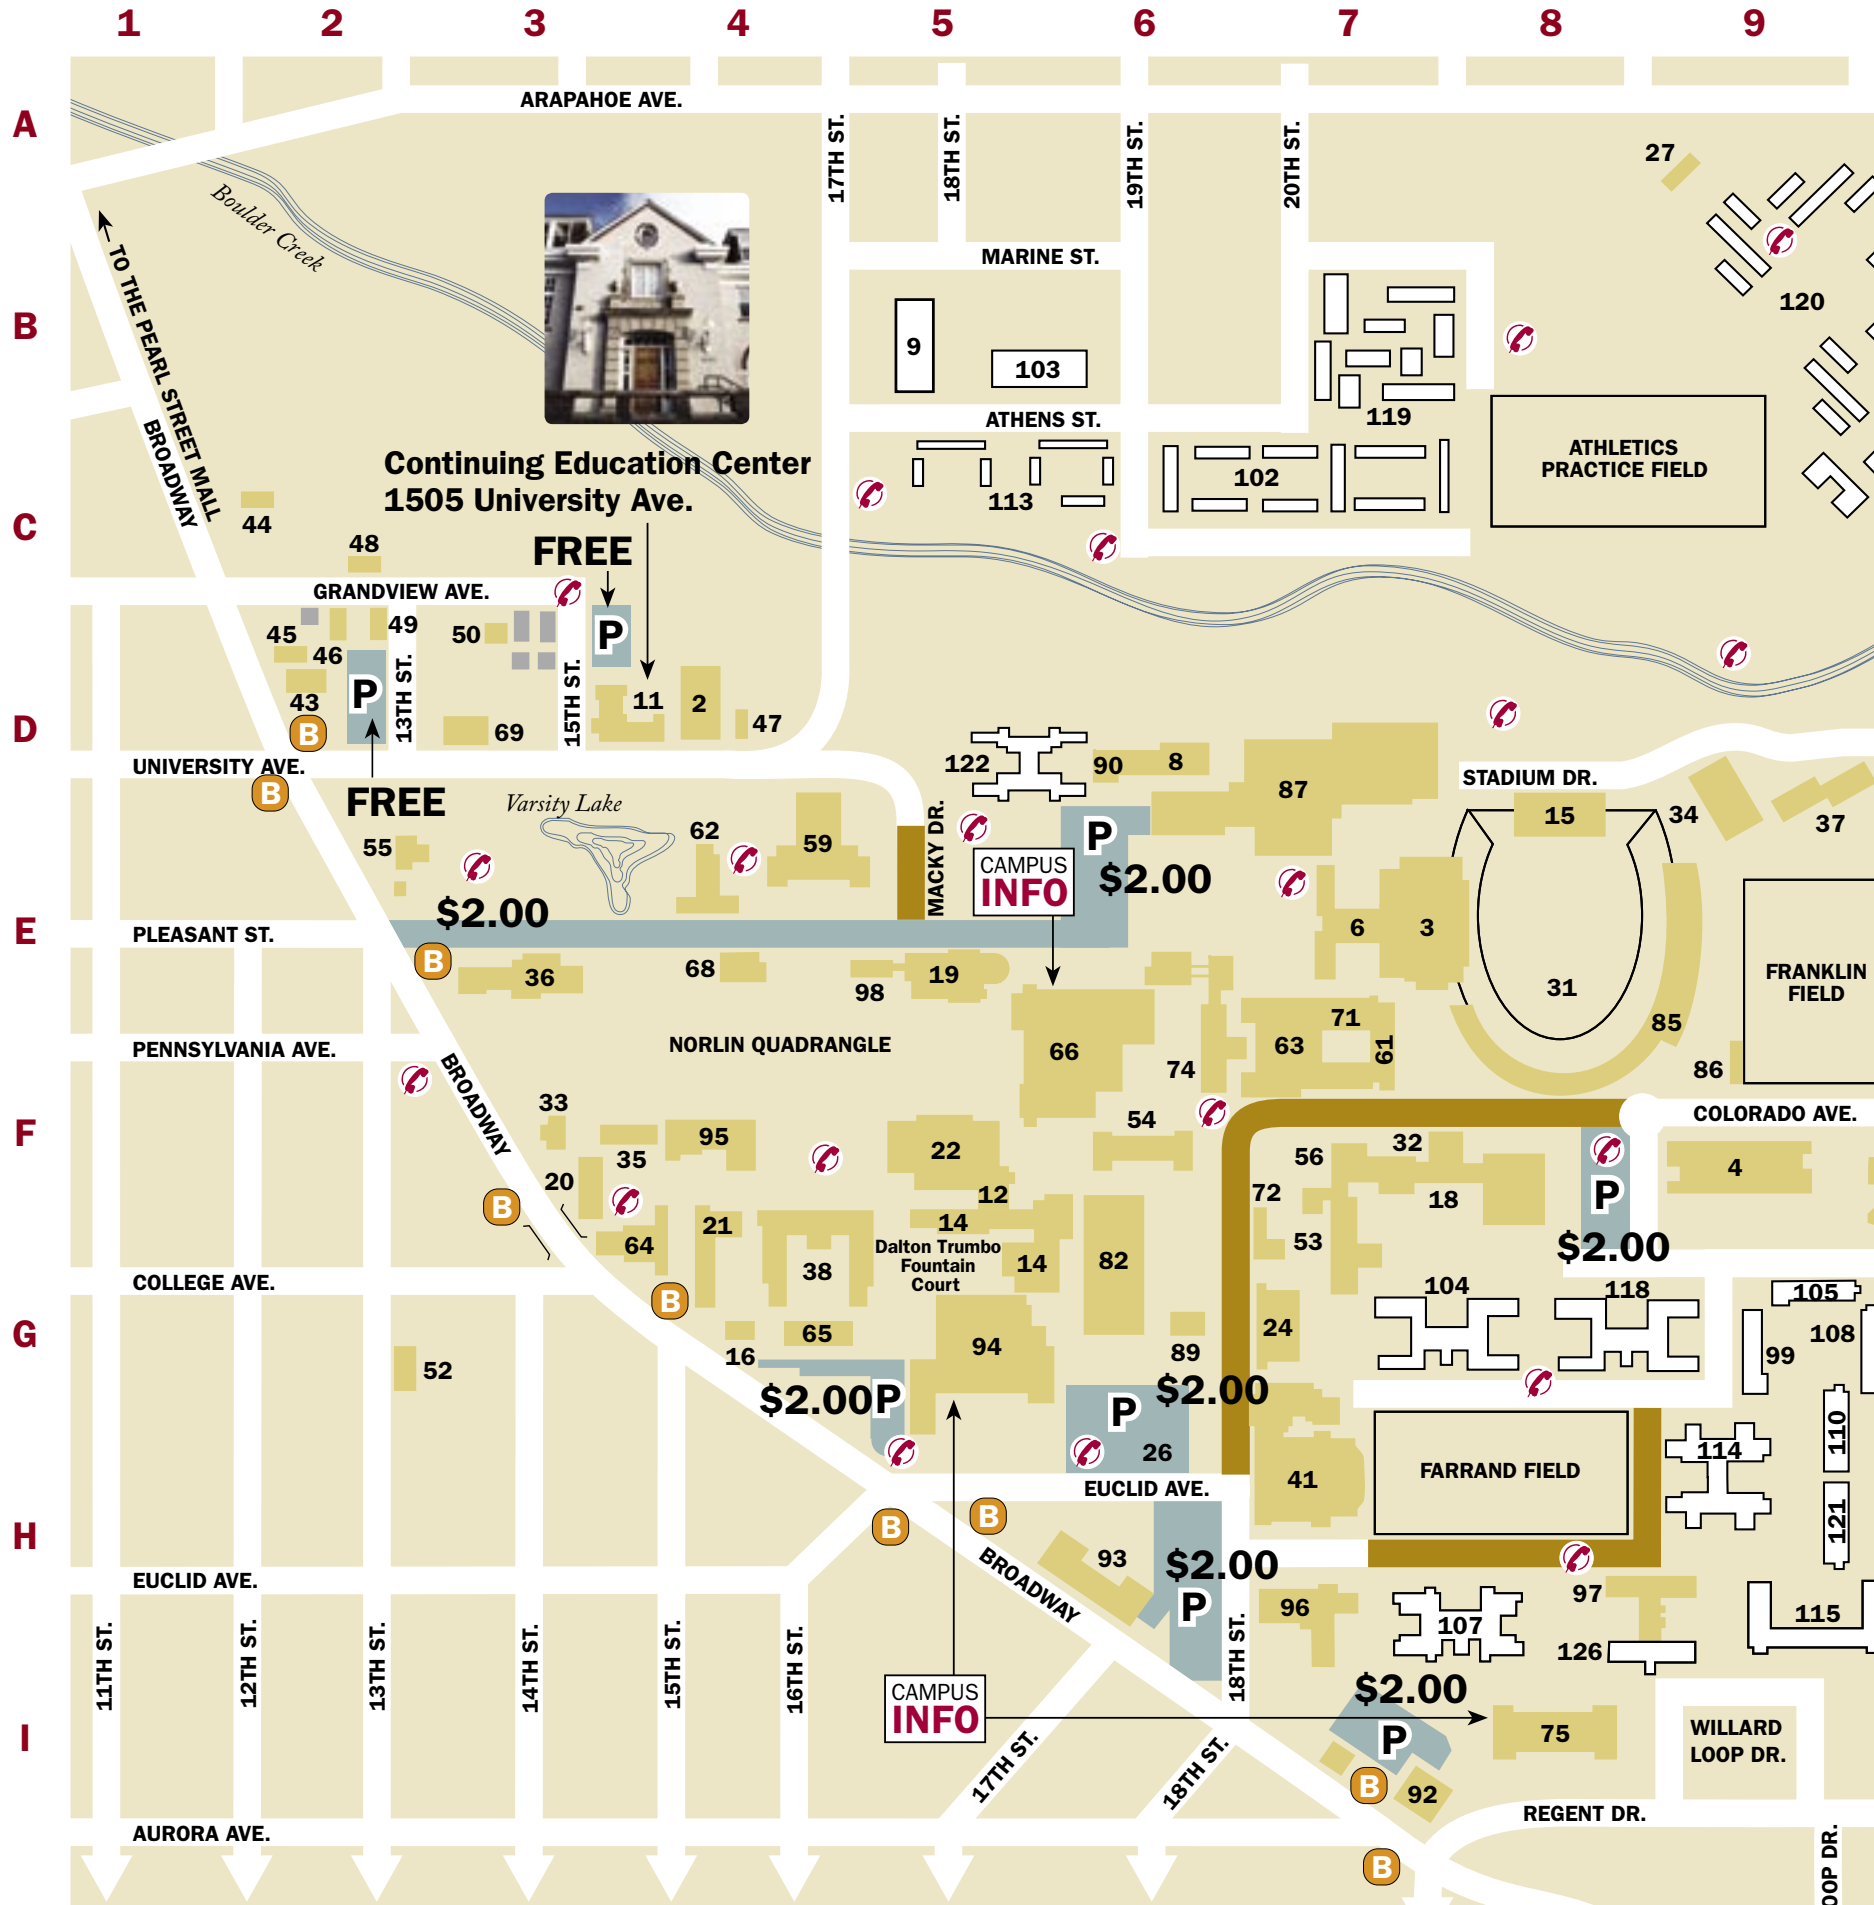 1 2 3 4 5 6 7 8 9
A
B
C
D
E
F
G
H
I
ARAPAHOE AVE.
17TH ST.
18TH ST.
19TH ST.
20TH ST.
27
Boulder Creek
TO THE PEARL STREET MALL
BROADWAY
MARINE ST.
120
9
103
119
ATHENS ST.
ATHLETICS
PRACTICE FIELD
Continuing Education Center
1505 University Ave.
102
113
44
48
FREE
GRANDVIEW AVE.
45
46
49
50
P
P
43
13TH ST.
15TH ST.
11
2
47
69
B
UNIVERSITY AVE.
B
FREE
122
90
8
87
STADIUM DR.
15
34
37
Varsity Lake
55
62
59
MACKY DR.
CAMPUS
INFO
P
$2.00
$2.00
PLEASANT ST.
B
36
68
98
19
6
3
31
85
FRANKLIN
FIELD
86
NORLIN QUADRANGLE
66
74
63
71
61
PENNSYLVANIA AVE.
BROADWAY
COLORADO AVE.
33
35
95
22
54
56
32
18
4
20
B
12
72
53
P
$2.00
21
64
38
14
Dalton Trumbo
Fountain
Court
14
82
COLLEGE AVE.
B
104
118
105
108
99
24
89
65
16
94
52
$2.00
P
$2.00
P
26
110
114
FARRAND FIELD
41
EUCLID AVE.
121
B
B
93
BROADWAY
$2.00
P
96
107
97
126
115
EUCLID AVE.
11TH ST.
12TH ST.
13TH ST.
14TH ST.
15TH ST.
16TH ST.
18TH ST.
CAMPUS
INFO
$2.00
P
75
WILLARD
LOOP DR.
17TH ST.
18TH ST.
B
92
REGENT DR.
AURORA AVE.
B
OOP DR.